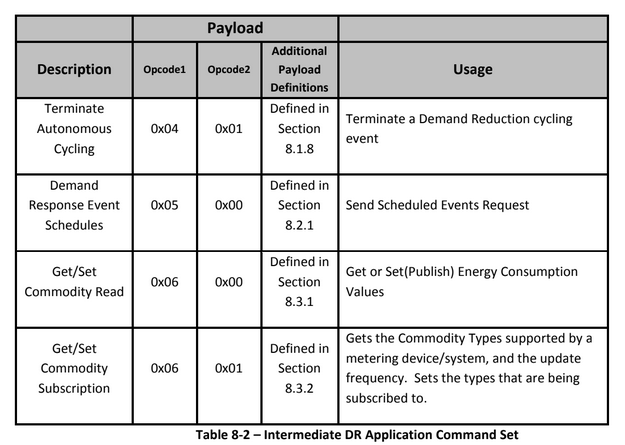 Payload
Description Opcode1 Opcode2 Additional Payload Definitions Usage
Terminate Autonomous Cycling 0x04 0x01 Defined in Section 8.1.8 Terminate a Demand Reduction cycling event
Demand Response Event Schedules 0x05 0x00 Defined in Section 8.2.1 Send Scheduled Events Request
Get/Set Commodity Read 0x06 0x00 Defined in Section 8.3.1 Get or Set(Publish) Energy Consumption Values
Get/Set Commodity Subscription 0x06 0x01 Defined in Section 8.3.2 Gets the Commodity Types supported by a metering device/system, and the update frequency. Sets the types that are being subscribed to.
Table 8-2 – Intermediate DR Application Command Set